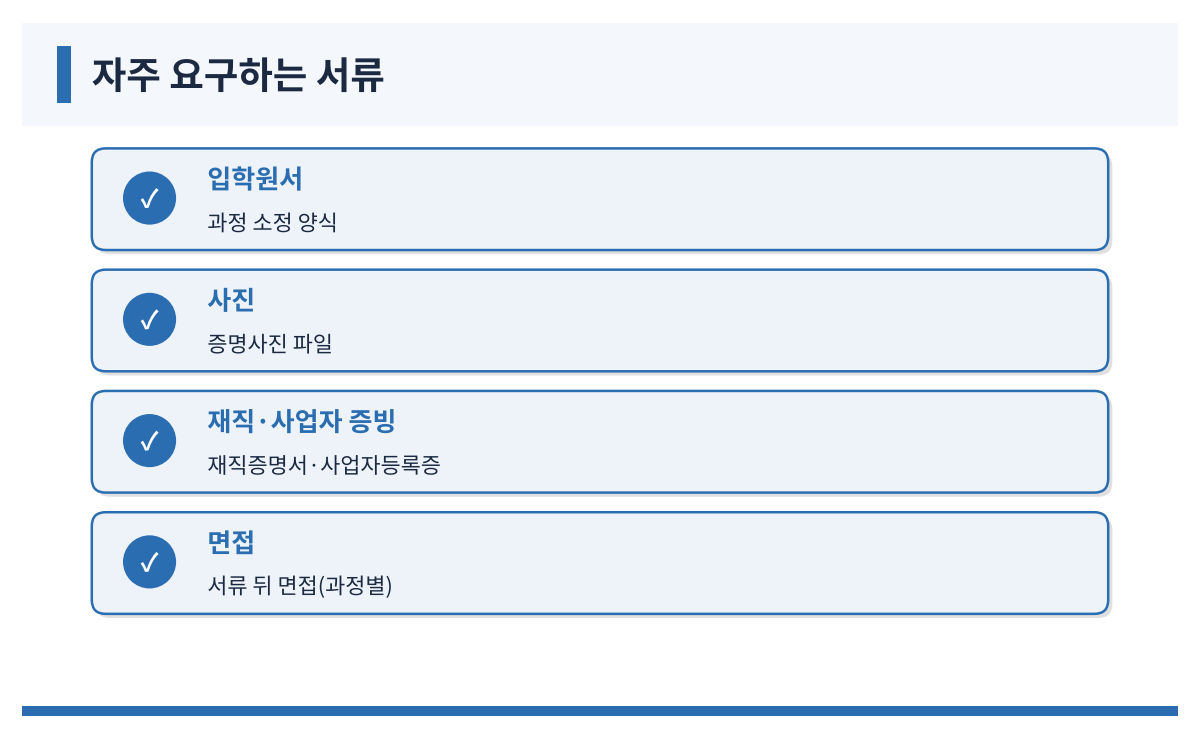 자주 요구하는 서류
✓
입학원서
과정 소정 양식
✓
사진
증명사진 파일
✓
재직·사업자 증빙
재직증명서·사업자등록증
✓
면접
서류 뒤 면접(과정별)